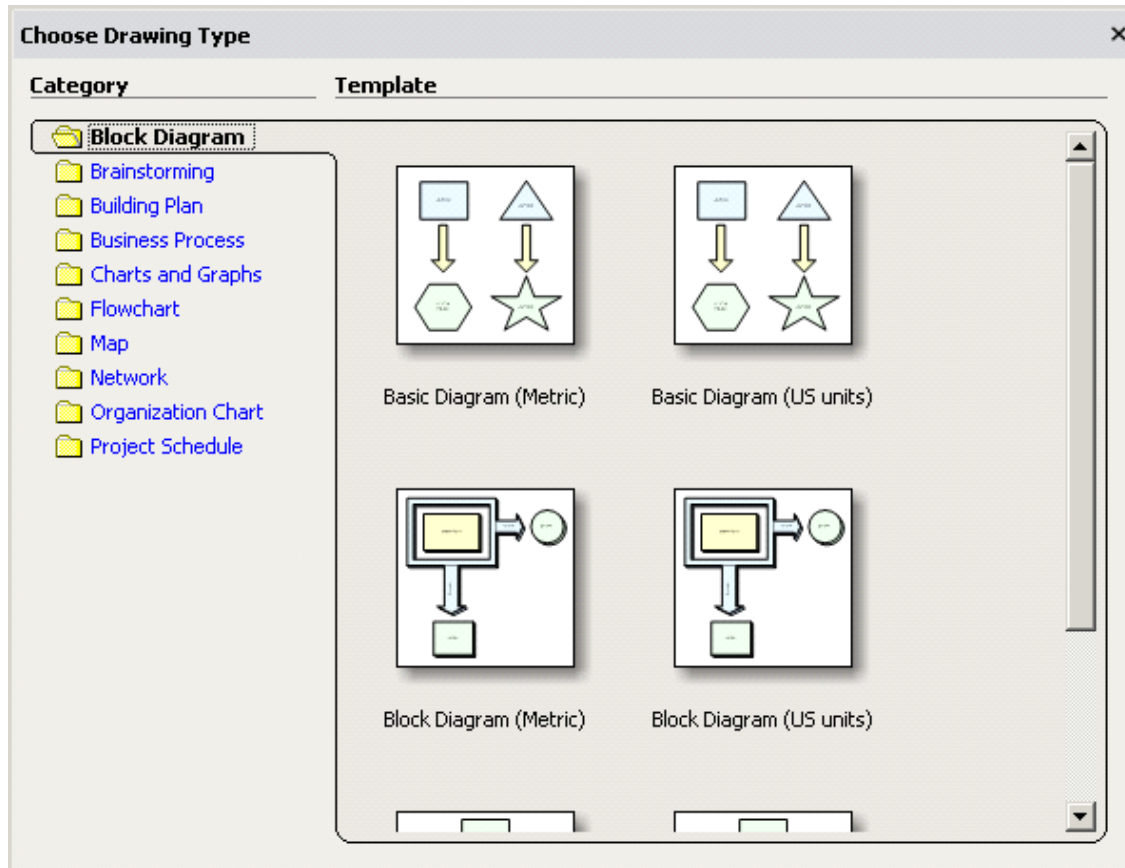 Choose Drawing Type
Category
Template
Block Diagram
Brainstorming
Building Plan
Business Process
Charts and Graphs
Flowchart
Map
Network
Organization Chart
Project Schedule
Basic Diagram (Metric)
Basic Diagram (US units)
Block Diagram (Metric)
Block Diagram (US units)